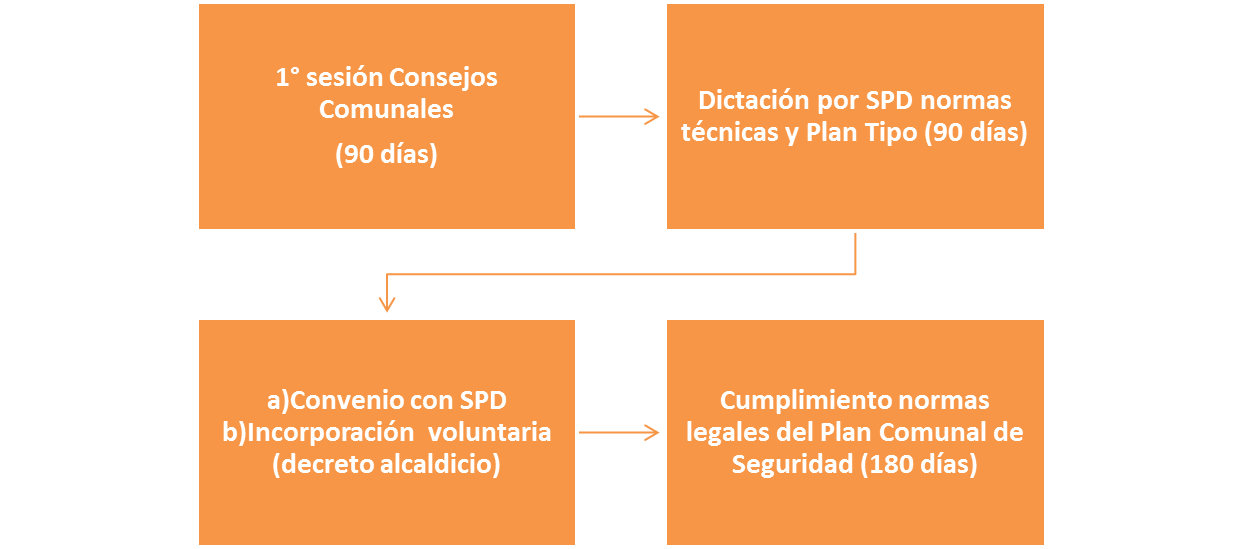 1° sesión Consejos
Comunales
(90 días)
Dictación por SPD normas
técnicas y Plan Tipo (90 días)
a)Convenio con SPD
b)Incorporación voluntaria
(decreto alcaldicio)
Cumplimiento normas
legales del Plan Comunal de
Seguridad (180 días)